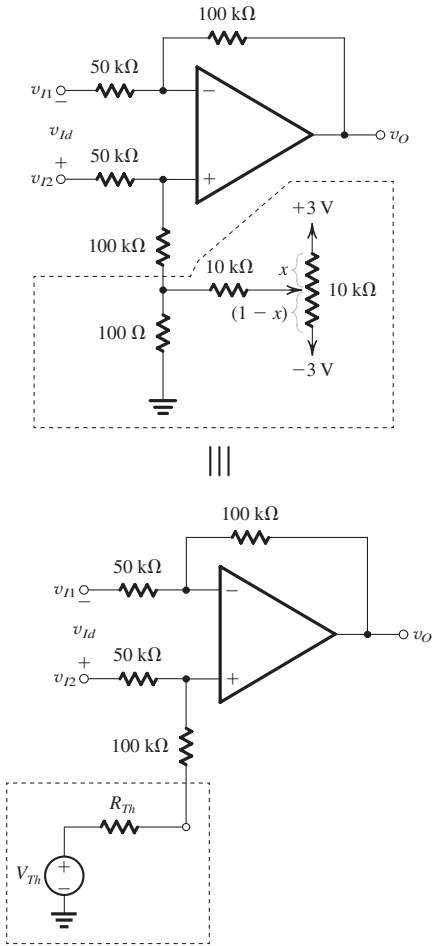 100 kΩ
50 kΩ
v_I1
−
−
v_Id
+
50 kΩ
v_I2
+
v_O
+3 V
100 kΩ
10 kΩ
x
10 kΩ
(1 − x)
100 Ω
−3 V
100 kΩ
50 kΩ
v_I1
−
−
v_Id
+
50 kΩ
v_I2
+
v_O
100 kΩ
R_Th
V_Th
+
−